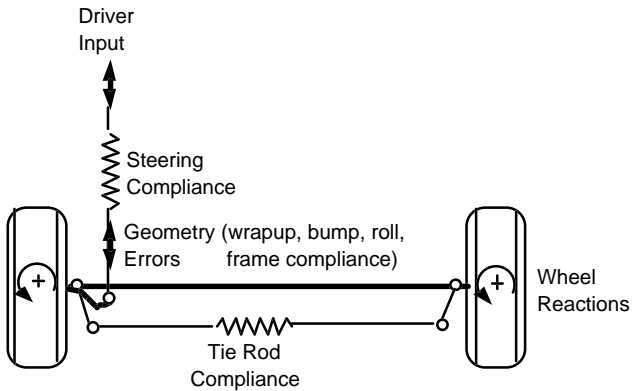 Driver
Input
Steering
Compliance
Geometry (wrapup, bump, roll,
Errors frame compliance)
+
+
Wheel
Reactions
Tie Rod
Compliance